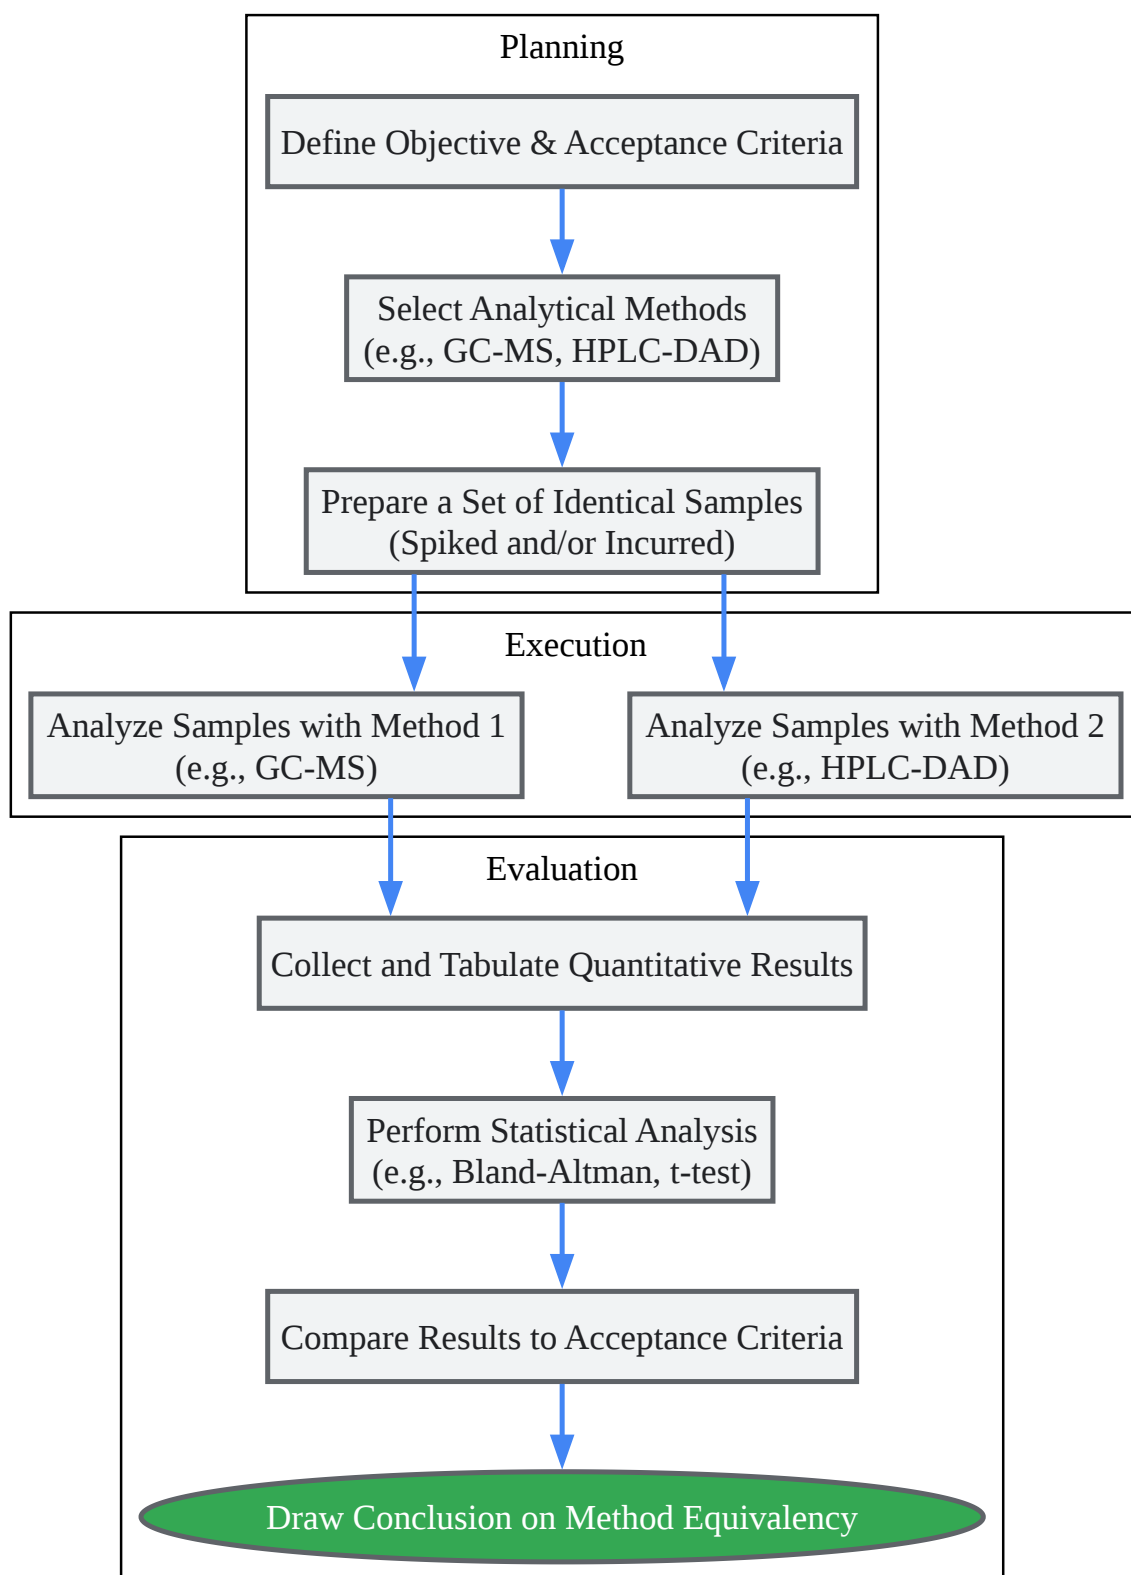 Planning
Define Objective & Acceptance Criteria
Select Analytical Methods
(e.g., GC-MS, HPLC-DAD)
Prepare a Set of Identical Samples
(Spiked and/or Incurred)
Execution
Analyze Samples with Method 1
(e.g., GC-MS)
Analyze Samples with Method 2
(e.g., HPLC-DAD)
Evaluation
Collect and Tabulate Quantitative Results
Perform Statistical Analysis
(e.g., Bland-Altman, t-test)
Compare Results to Acceptance Criteria
Draw Conclusion on Method Equivalency